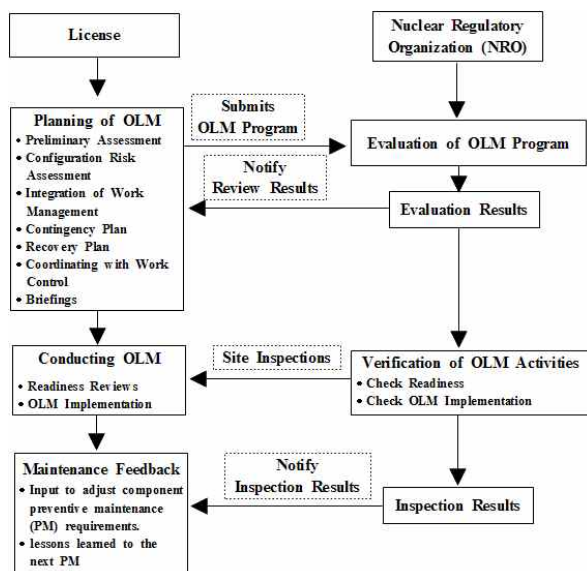 License
Nuclear Regulatory
Organization (NRO)
Planning of OLM
• Preliminary Assessment
• Configuration Risk
Assessment
• Integration of Work
Management
• Contingency Plan
• Recovery Plan
• Coordinating with Work
Control
• Briefings
Submits
OLM Program
Evaluation of OLM Program
Notify
Review Results
Evaluation Results
Conducting OLM
• Readiness Reviews
• OLM Implementation
Site Inspections
Verification of OLM Activities
• Check Readiness
• Check OLM Implementation
Maintenance Feedback
• Input to adjust component
preventive maintenance
(PM) requirements.
• lessons learned to the
next PM
Notify
Inspection Results
Inspection Results